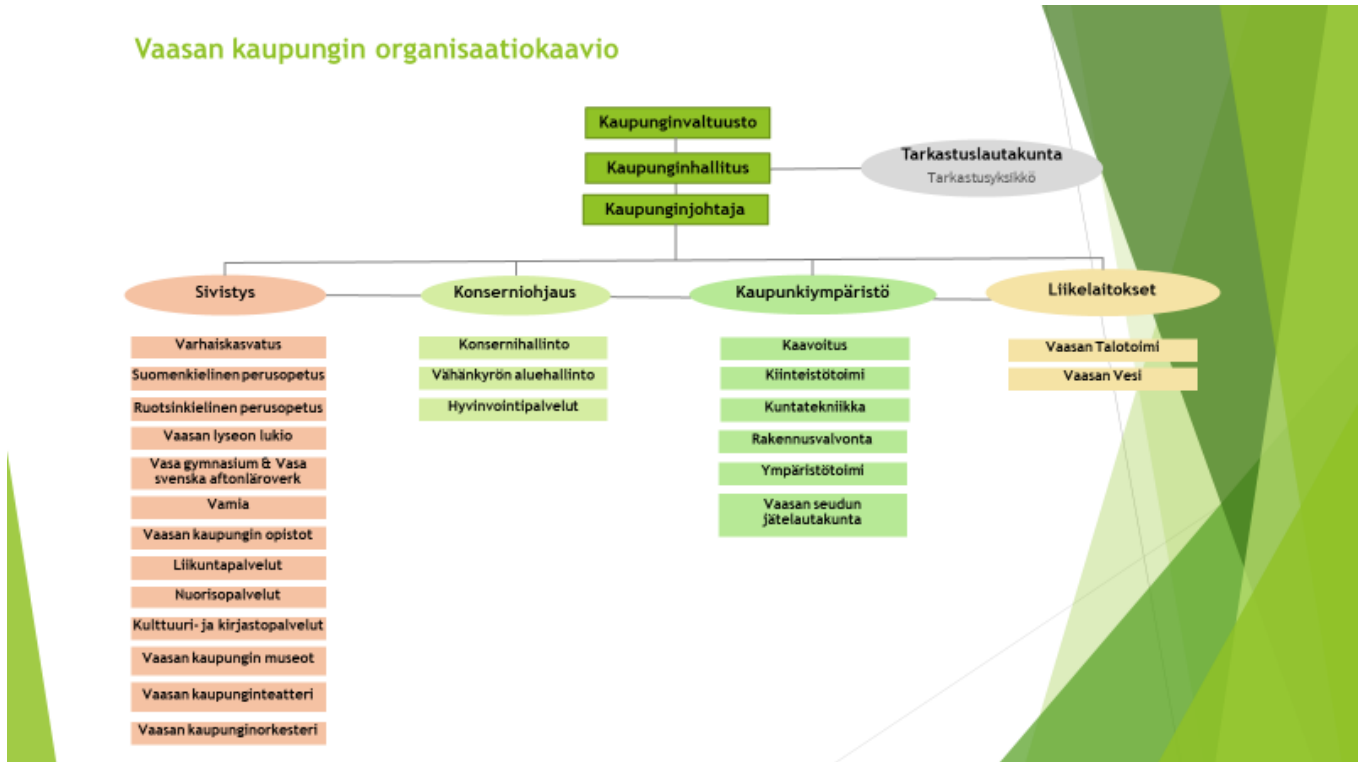 Vaasan kaupungin organisaatiokaavio
Kaupunginvaltuusto
Kaupunginhallitus
Tarkastuslautakunta
Tarkastusyksikkö
Kaupunginjohtaja
Sivistys
Konserniohjaus
Kaupunkiympäristö
Liikelaitokset
Varhaiskasvatus
Suomenkielinen perusopetus
Ruotsinkielinen perusopetus
Vaasan lyseon lukio
Vasa gymnasium & Vasa
svenska aftonläroverk
Vamia
Vaasan kaupungin opistot
Liikuntapalvelut
Nuorisopalvelut
Kulttuuri- ja kirjastopalvelut
Vaasan kaupungin museot
Vaasan kaupunginteatteri
Vaasan kaupunginorkesteri
Konsernihallinto
Vähänkyrön aluehallinto
Hyvinvointipalvelut
Kaavoitus
Kiinteistötoimi
Kuntatekniikka
Rakennusvalvonta
Ympäristötoimi
Vaasan seudun
jätelautakunta
Vaasan Talotoimi
Vaasan Vesi